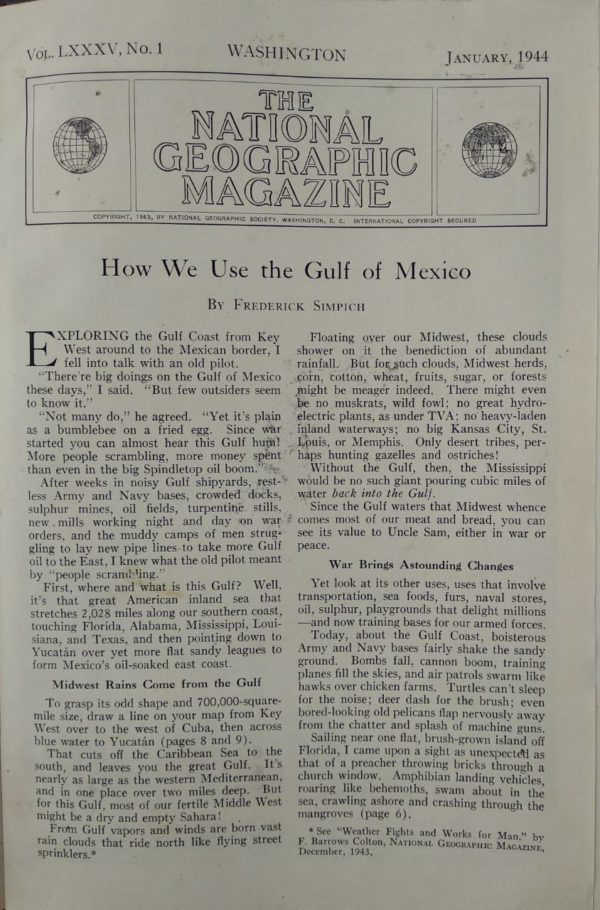 VOL. LXXXV, No. 1
WASHINGTON
JANUARY, 1944
THE
NATIONAL
GEOGRAPHIC
MAGAZINE
COPYRIGHT, 1943, BY NATIONAL GEOGRAPHIC SOCIETY, WASHINGTON, D. C. INTERNATIONAL COPYRIGHT SECURED
How We Use the Gulf of Mexico
BY FREDERICK SIMPICH
EXPLORING the Gulf Coast from Key
West around to the Mexican border, I
fell into talk with an old pilot.
"There're big doings on the Gulf of Mexico
these days," I said. "But few outsiders seem
to know it."
"Not many do," he agreed. "Yet it's plain
as a bumblebee on a fried egg. Since war
started you can almost hear this Gulf hum!
More people scrambling, more money spent
than even in the big Spindletop oil boom."
After weeks in noisy Gulf shipyards, rest-
less Army and Navy bases, crowded docks,
sulphur mines, oil fields, turpentine stills,
new mills working night and day on war
orders, and the muddy camps of men strug-
gling to lay new pipe lines to take more Gulf
oil to the East, I knew what the old pilot meant
by "people scrambling."
First, where and what is this Gulf? Well,
it's that great American inland sea that
stretches 2,028 miles along our southern coast,
touching Florida, Alabama, Mississippi, Loui-
siana, and Texas, and then pointing down to
Yucatán over yet more flat sandy leagues to
form Mexico's oil-soaked east coast.
Midwest Rains Come from the Gulf
To grasp its odd shape and 700,000-square-
mile size, draw a line on your map from Key
West over to the west of Cuba, then across
blue water to Yucatán (pages 8 and 9).
That cuts off the Caribbean Sea to the
south, and leaves you the great Gulf. It's
nearly as large as the western Mediterranean,
and in one place over two miles deep. But
for this Gulf, most of our fertile Middle West
might be a dry and empty Sahara!
From Gulf vapors and winds are born vast
rain clouds that ride north like flying street
sprinklers.*
Floating over our Midwest, these clouds
shower on it the benediction of abundant
rainfall. But for such clouds, Midwest herds,
corn, cotton, wheat, fruits, sugar, or forests
might be meager indeed. There might even
be no muskrats, wild fowl; no great hydro-
electric plants, as under TVA; no heavy-laden
inland waterways; no big Kansas City, St.
Louis, or Memphis. Only desert tribes, per-
haps hunting gazelles and ostriches!
Without the Gulf, then, the Mississippi
would be no such giant pouring cubic miles of
water back into the Gulf.
Since the Gulf waters that Midwest whence
comes most of our meat and bread, you can
see its value to Uncle Sam, either in war or
peace.
War Brings Astounding Changes
Yet look at its other uses, uses that involve
transportation, sea foods, furs, naval stores,
oil, sulphur, playgrounds that delight millions
—and now training bases for our armed forces.
Today, about the Gulf Coast, boisterous
Army and Navy bases fairly shake the sandy
ground. Bombs fall, cannon boom, training
planes fill the skies, and air patrols swarm like
hawks over chicken farms. Turtles can't sleep
for the noise; deer dash for the brush; even
bored-looking old pelicans flap nervously away
from the chatter and splash of machine guns.
Sailing near one flat, brush-grown island off
Florida, I came upon a sight as unexpected as
that of a preacher throwing bricks through a
church window. Amphibian landing vehicles,
roaring like behemoths, swam about in the
sea, crawling ashore and crashing through the
mangroves (page 6).
* See "Weather Fights and Works for Man," by
F. Barrows Colton, NATIONAL GEOGRAPHIC MAGAZINE,
December, 1943.